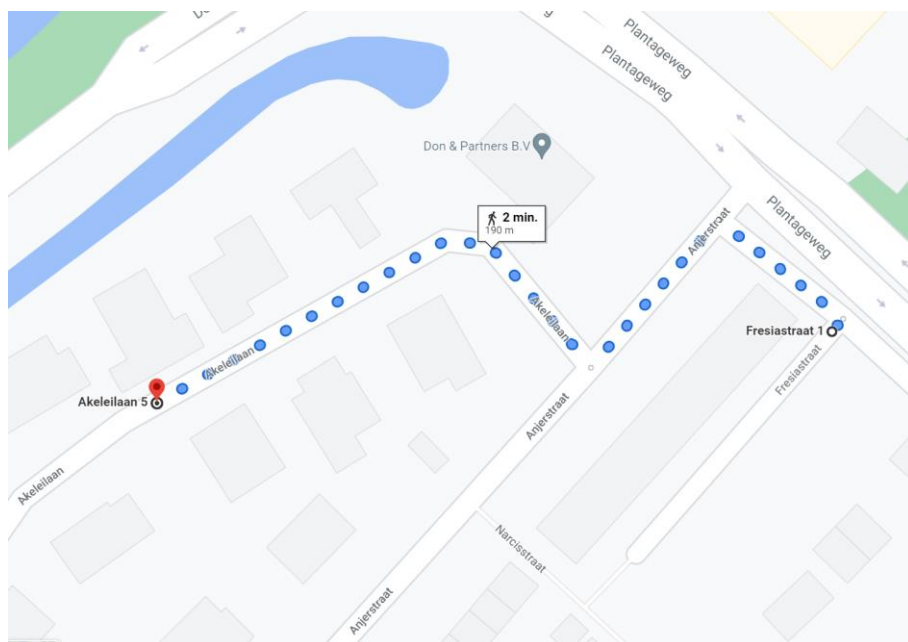 Do
g
Plantageweg
Plantageweg
Don & Partners B.V
Plantageweg
Anjerstraat
2 min.
190 m
Akeleilaan
Fresiastraat 1
Akeleilaan
Fresiastraat
Akeleilaan 5
Anjerstraat
Akeleilaan
Narcisstraat
Anjerstraat